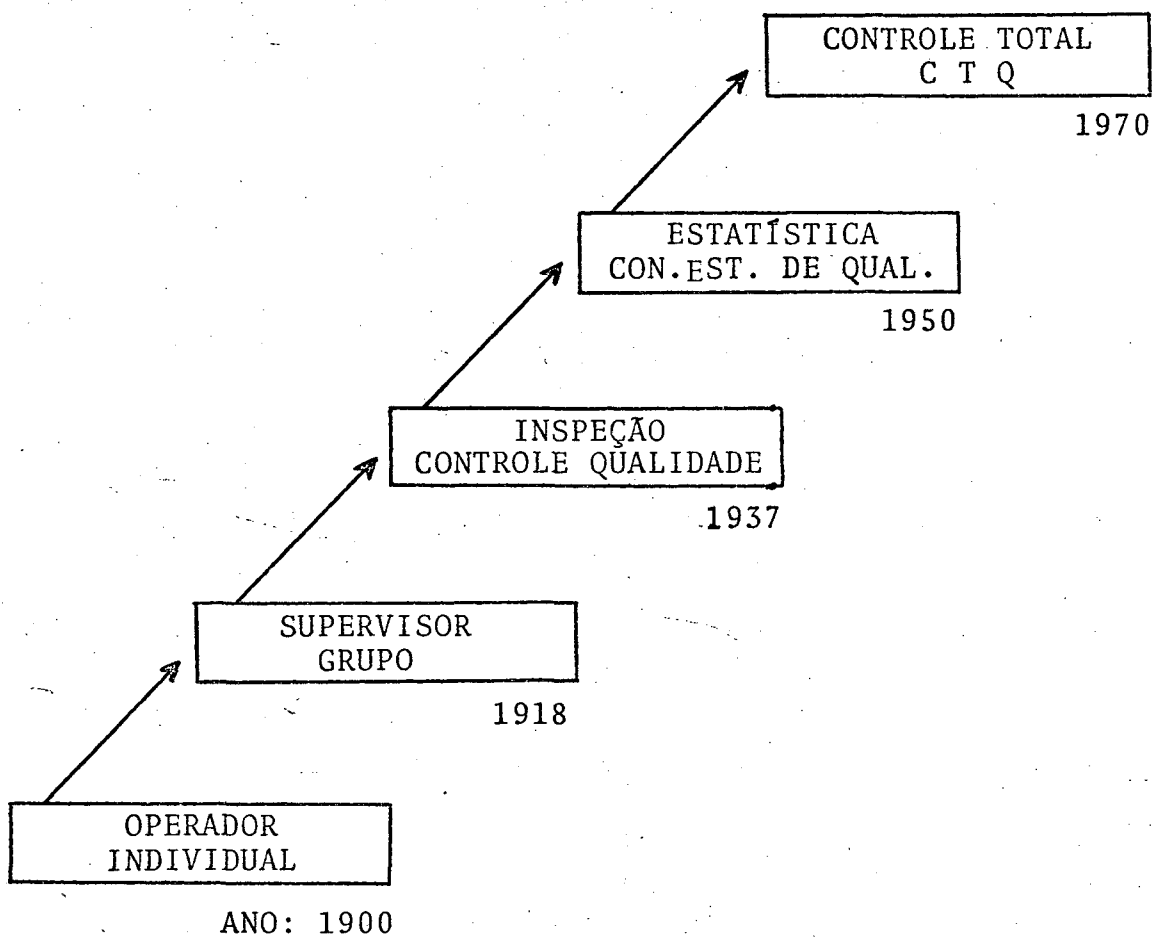 CONTROLE TOTAL
C T Q
1970
ESTATÍSTICA
CON.EST. DE QUAL.
1950
INSPEÇÃO
CONTROLE QUALIDADE
1937
SUPERVISOR
GRUPO
1918
OPERADOR
INDIVIDUAL
ANO: 1900